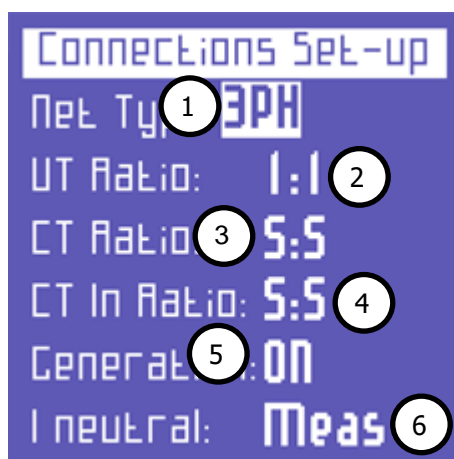 Connections Set-up
Net Typ 1 3PH
VT Ratio: 1:1 2
CT Ratio 3 5:5
CT In Ratio: 5:5 4
Generat 5 : ON
I neutral: Meas 6